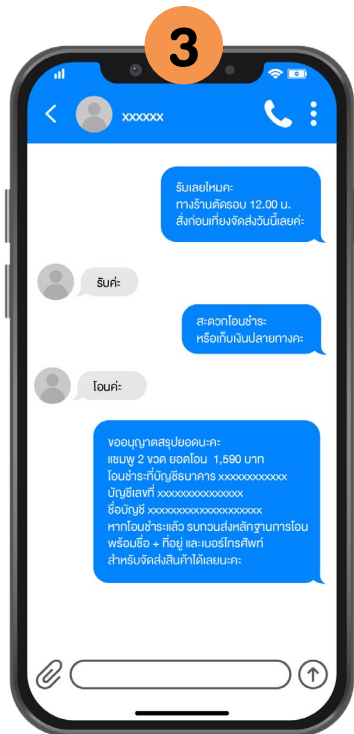 3
xxxxxx
รับเลยไหมคะ
ทางร้านตัดรอบ 12.00 น.
สั่งก่อนเที่ยงจัดส่งวันนี้เลยค่ะ
รับค่ะ
สะดวกโอนชำระ
หรือเก็บเงินปลายทางคะ
โอนค่ะ
ขออนุญาตสรุปยอดนะคะ
แชมพู 2 ขวด ยอดโอน 1,590 บาท
โอนชำระที่บัญชีธนาคาร xxxxxxxxxxxx
บัญชีเลขที่ xxxxxxxxxxxxxxx
ชื่อบัญชี xxxxxxxxxxxxxxxxxxxx
หากโอนชำระแล้ว รบกวนส่งหลักฐานการโอน
พร้อมชื่อ + ที่อยู่ และเบอร์โทรศัพท์
สำหรับจัดส่งสินค้าได้เลยนะคะ